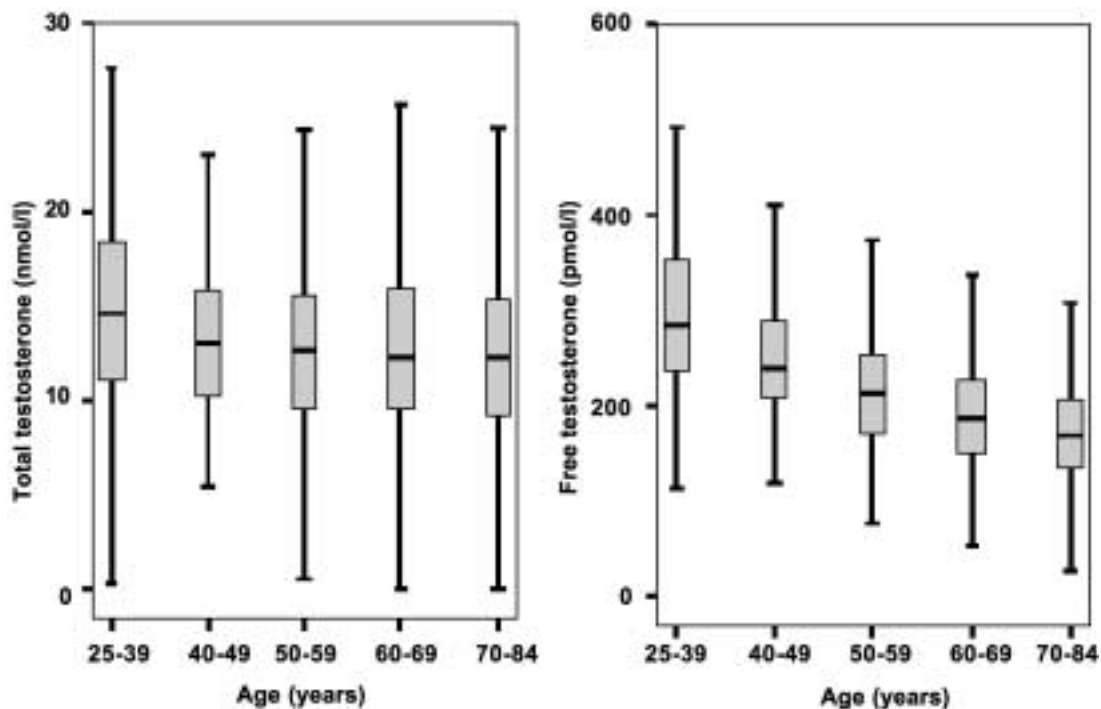 Total testosterone (nmol/l)
30
20
10
0
25-39 40-49 50-59 60-69 70-84
Age (years)
Free testosterone (pmol/l)
600
400
200
0
25-39 40-49 50-59 60-69 70-84
Age (years)